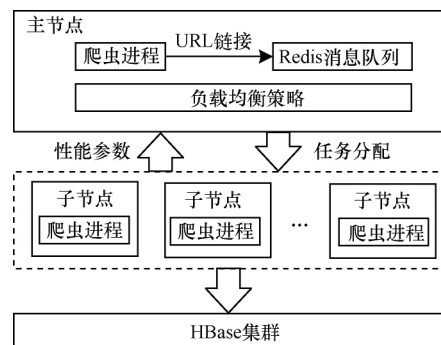 主节点
URL链接
爬虫进程
Redis消息队列
负载均衡策略
性能参数
任务分配
子节点
子节点
子节点
爬虫进程
爬虫进程
...
爬虫进程
HBase集群